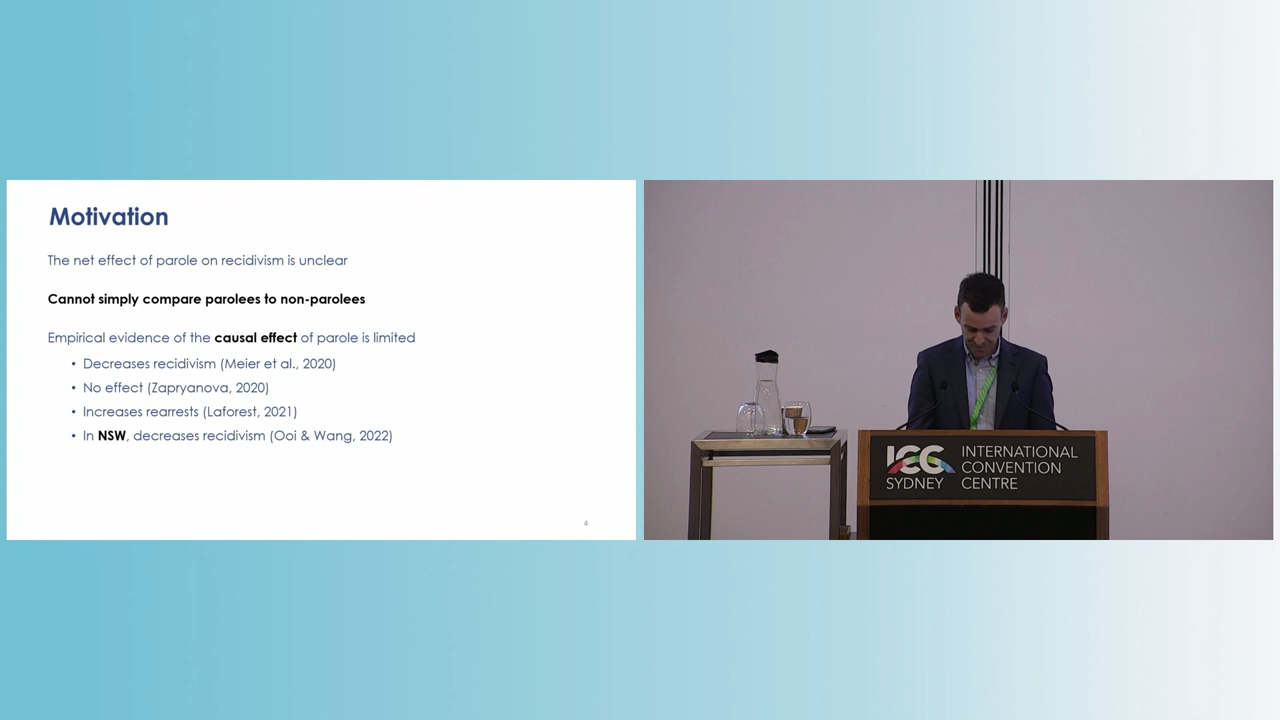 Motivation
The net effect of parole on recidivism is unclear
Cannot simply compare parolees to non-parolees
Empirical evidence of the causal effect of parole is limited
• Decreases recidivism (Meier et al., 2020)
• No effect (Zapryanova, 2020)
• Increases rearrests (Laforest, 2021)
• In NSW, decreases recidivism (Ooi & Wang, 2022)
4
ICC
SYDNEY
INTERNATIONAL
CONVENTION
CENTRE